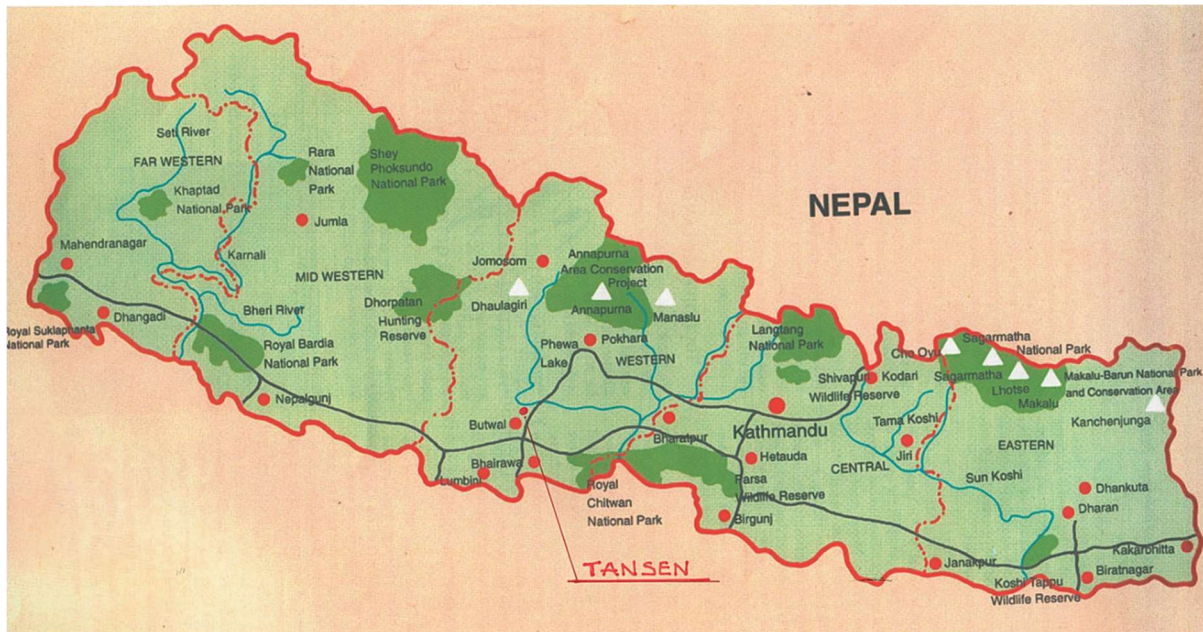 NEPAL
Seti River
FAR WESTERN
Khaptad
National Park
Rara
National
Park
Shey
Phoksundo
National Park
Jumla
Mahendranagar
Karnali
MID WESTERN
Bheri River
Dhangadi
Royal Suklaphanta
National Park
Royal Bardia
National Park
Nepalgunj
Dhorpatan
Hunting
Reserve
Jomosom
Dhaulagiri
Annapurna
Area Conservation
Project
Annapurna
Manaslu
Phewa
Lake
Pokhara
WESTERN
Butwal
Bhairawa
Lumbini
Bharatpur
Royal
Chitwan
National Park
Langtang
National Park
Shivapuri
Wildlife Reserve
Kodari
Kathmandu
Hetauda
Parsa
Wildlife Reserve
Birgunj
CENTRAL
Tama Koshi
Jiri
Cho Oyu
Sagarmatha
National Park
Sagarmatha
Lhotse
Makalu
Makalu-Barun National Park
and Conservation Area
Kanchenjunga
EASTERN
Sun Koshi
Dhankuta
Dharan
Kakarbhitta
Janakpur
Koshi Tappu
Wildlife Reserve
Biratnagar
TANSEN